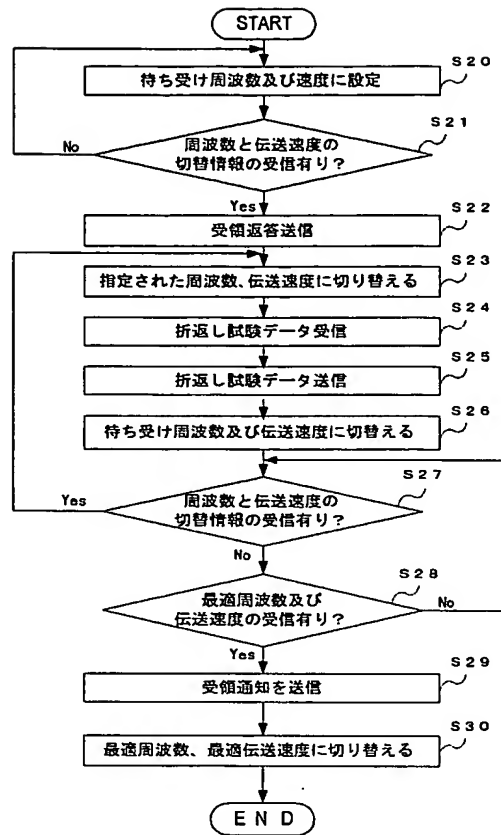 START
S20
待ち受け周波数及び速度に設定
S21
周波数と伝送速度の
切替情報の受信有り？
No
Yes
S22
受領返答送信
S23
指定された周波数、伝送速度に切り替える
S24
折返し試験データ受信
S25
折返し試験データ送信
S26
待ち受け周波数及び伝送速度に切替える
S27
周波数と伝送速度の
切替情報の受信有り？
Yes
No
S28
最適周波数及び
伝送速度の受信有り？
No
Yes
S29
受領通知を送信
S30
最適周波数、最適伝送速度に切り替える
END